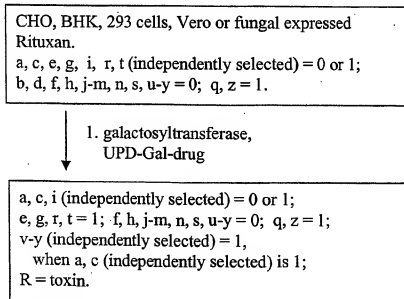 CHO, BHK, 293 cells, Vero or fungal expressed
Rituxan.
a, c, e, g, i, r, t (independently selected) = 0 or 1;
b, d, f, h, j-m, n, s, u-y = 0; q, z = 1.
1. galactosyltransferase,
UPD-Gal-drug
a, c, i (independently selected) = 0 or 1;
e, g, r, t = 1; f, h, j-m, n, s, u-y = 0; q, z = 1;
v-y (independently selected) = 1,
when a, c (independently selected) is 1;
R = toxin.